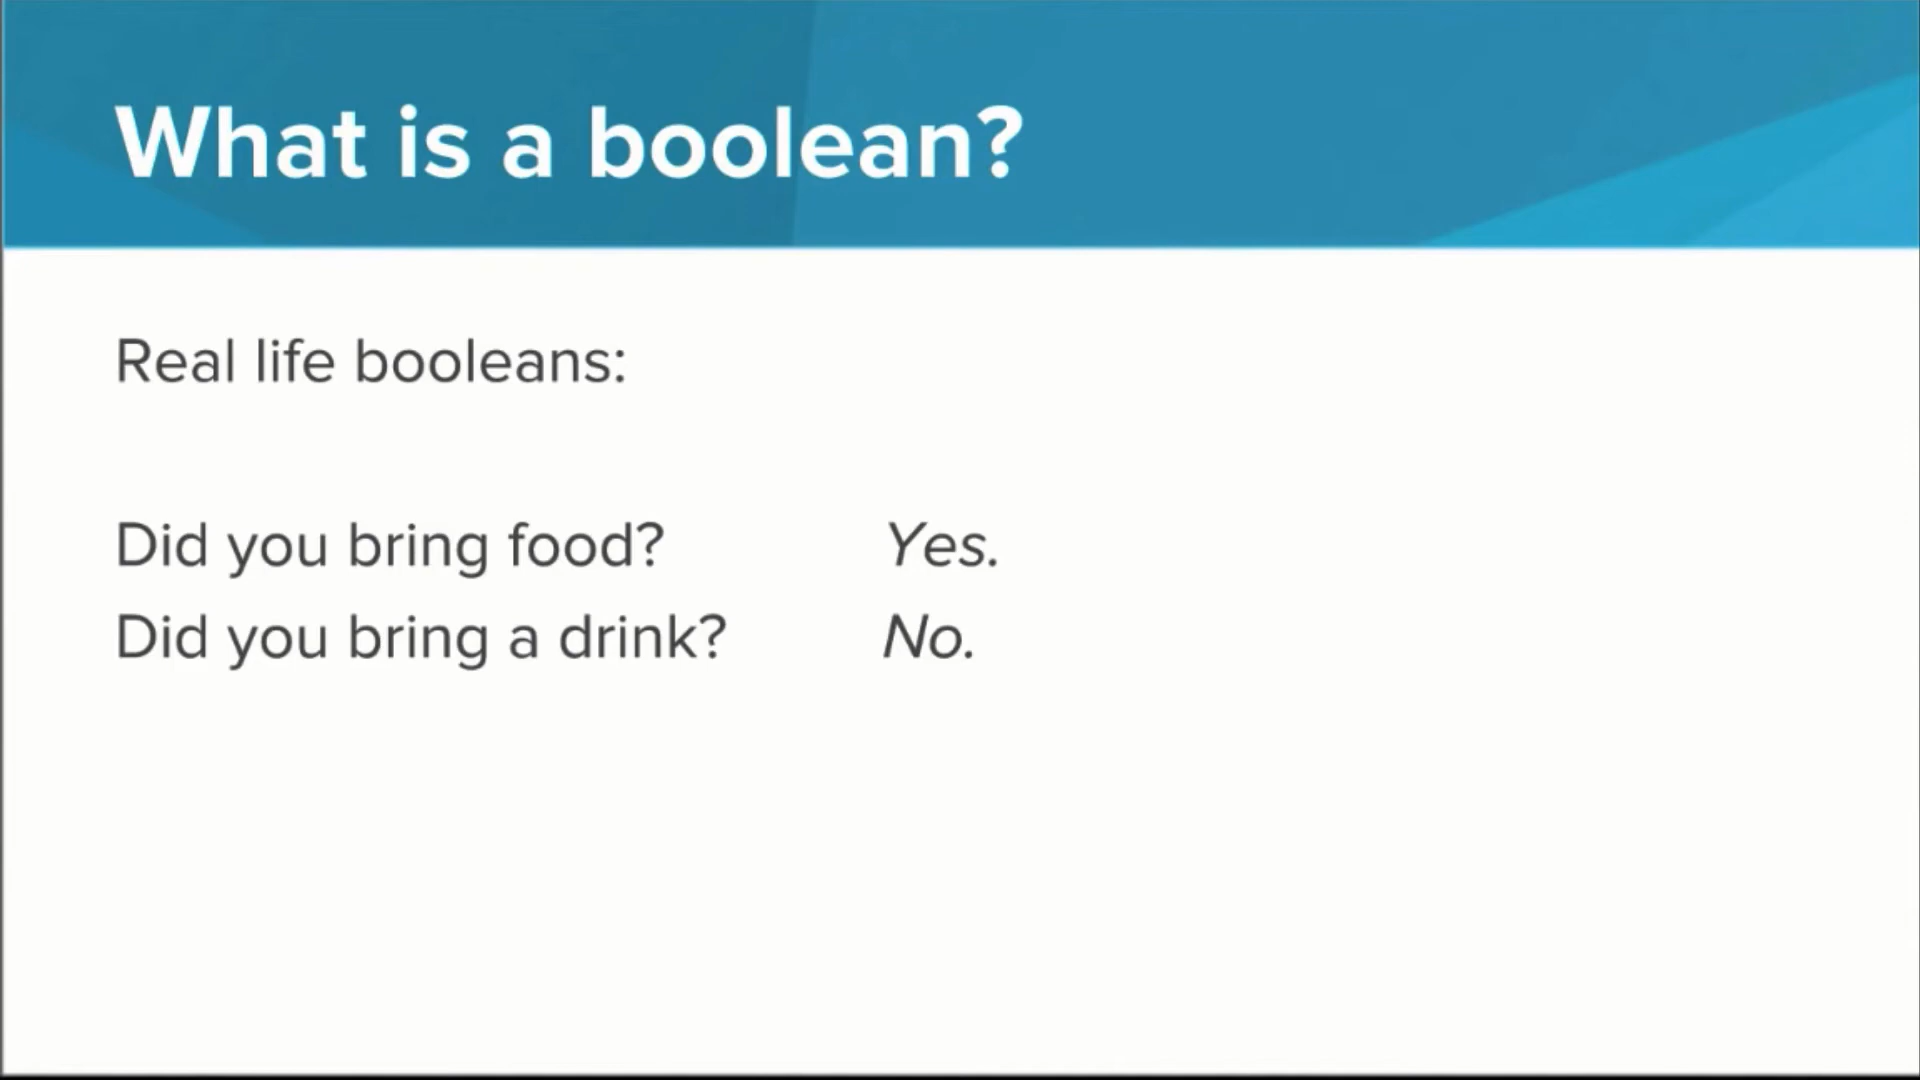 What is a boolean?
Real life booleans:
Did you bring food? Yes.
Did you bring a drink? No.